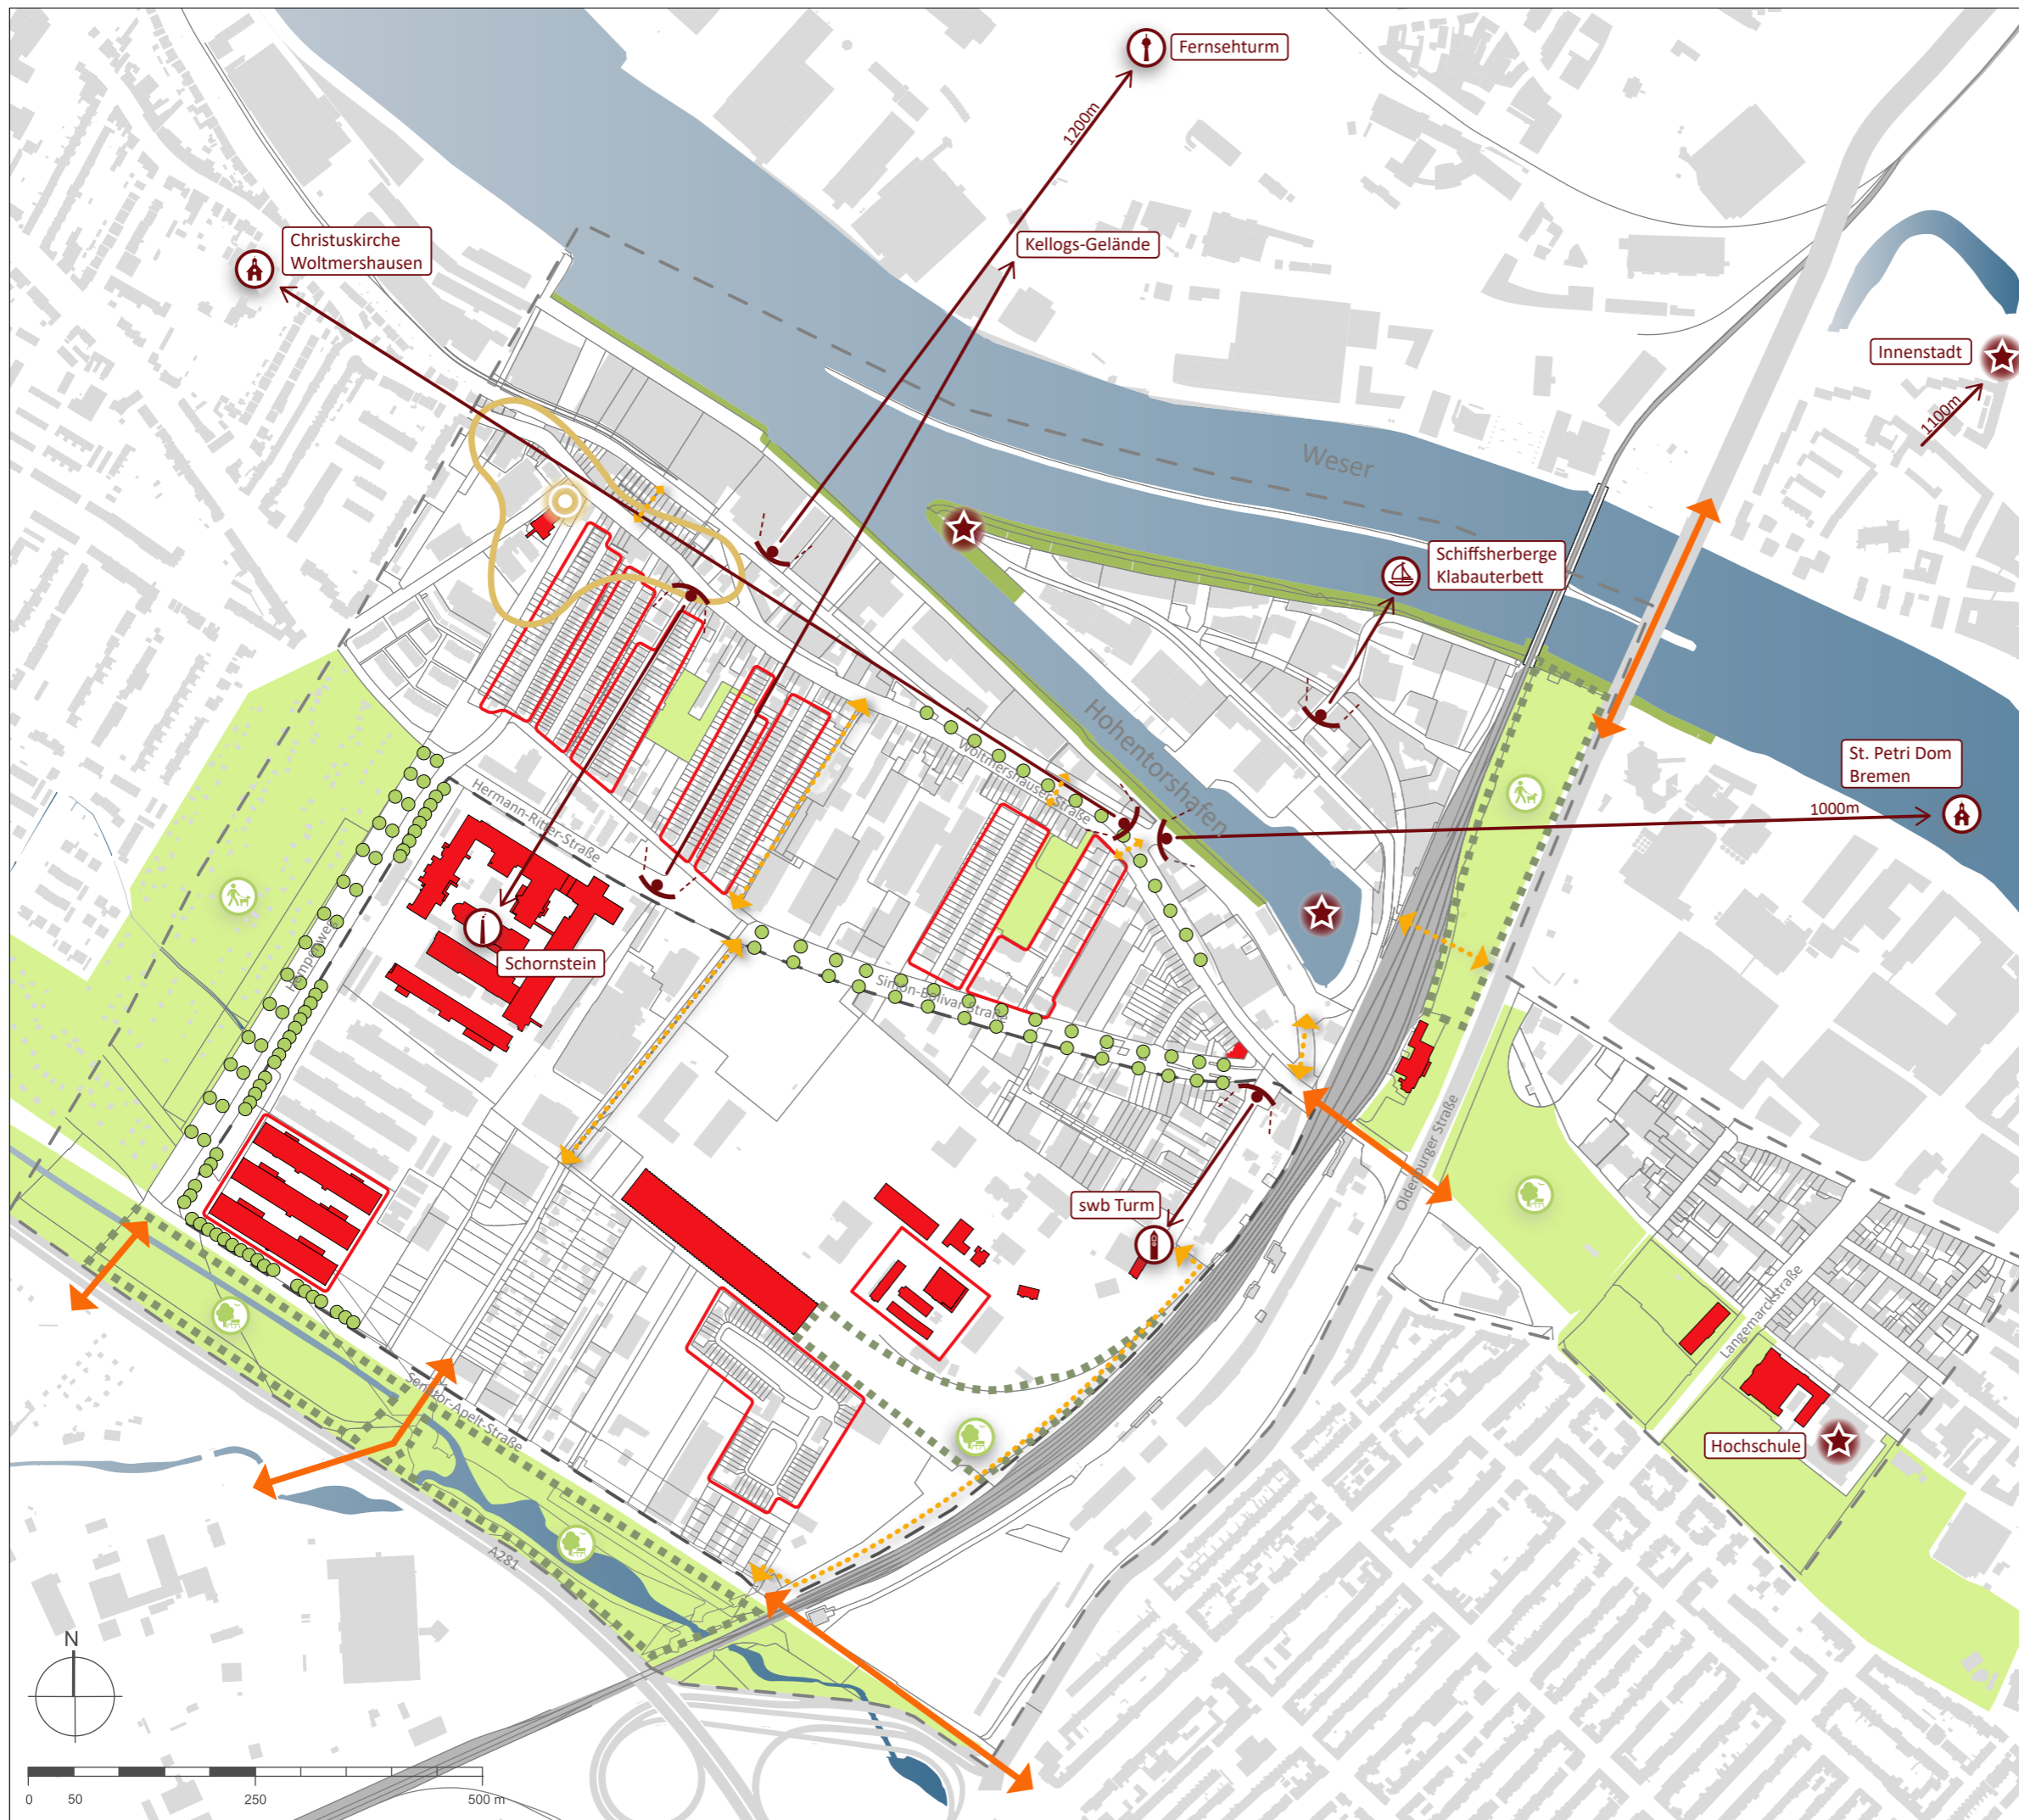 Fernsehturm
1200m
Christuskirche
Woltmershausen
Kellogs-Gelände
Innenstadt
1100m
Weser
Schiffsherberge
Klabauterbett
Hohentorshafen
Woltmershauser Straße
St. Petri Dom
Bremen
1000m
Hermann-Ritter-Straße
Schornstein
Simon-Bolivar-Straße
Oldenburger Straße
swb Turm
Langemarckstraße
Senator-Apelt-Straße
Hochschule
A281
N
0 50 250 500 m